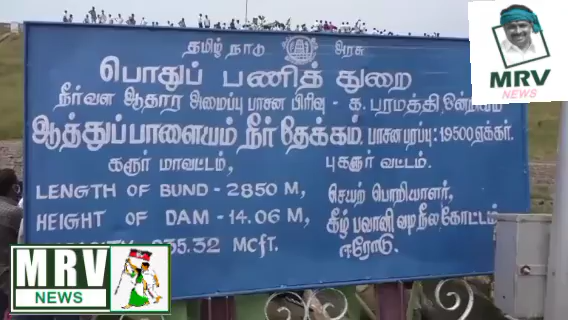 தமிழ் நாடு அரசு
பொதுப் பணித் துறை
நீர்வள ஆதார அமைப்பு பாசன பிரிவு - க. பரமத்தி,
ஆத்துப்பாளையம் நீர் தேக்கம். பாசன பரப்பு : 19500 ஏக்கர்.
கரூர் மாவட்டம், புகளூர் வட்டம்.
LENGTH OF BUND - 2850 M,
HEIGHT OF DAM - 14.06 M,
35.32 MCft.
செயற் பொறியாளர்,
கீழ் பவானி வடி நில கோட்டம்
ஈரோடு.
MRV
NEWS
MRV
NEWS